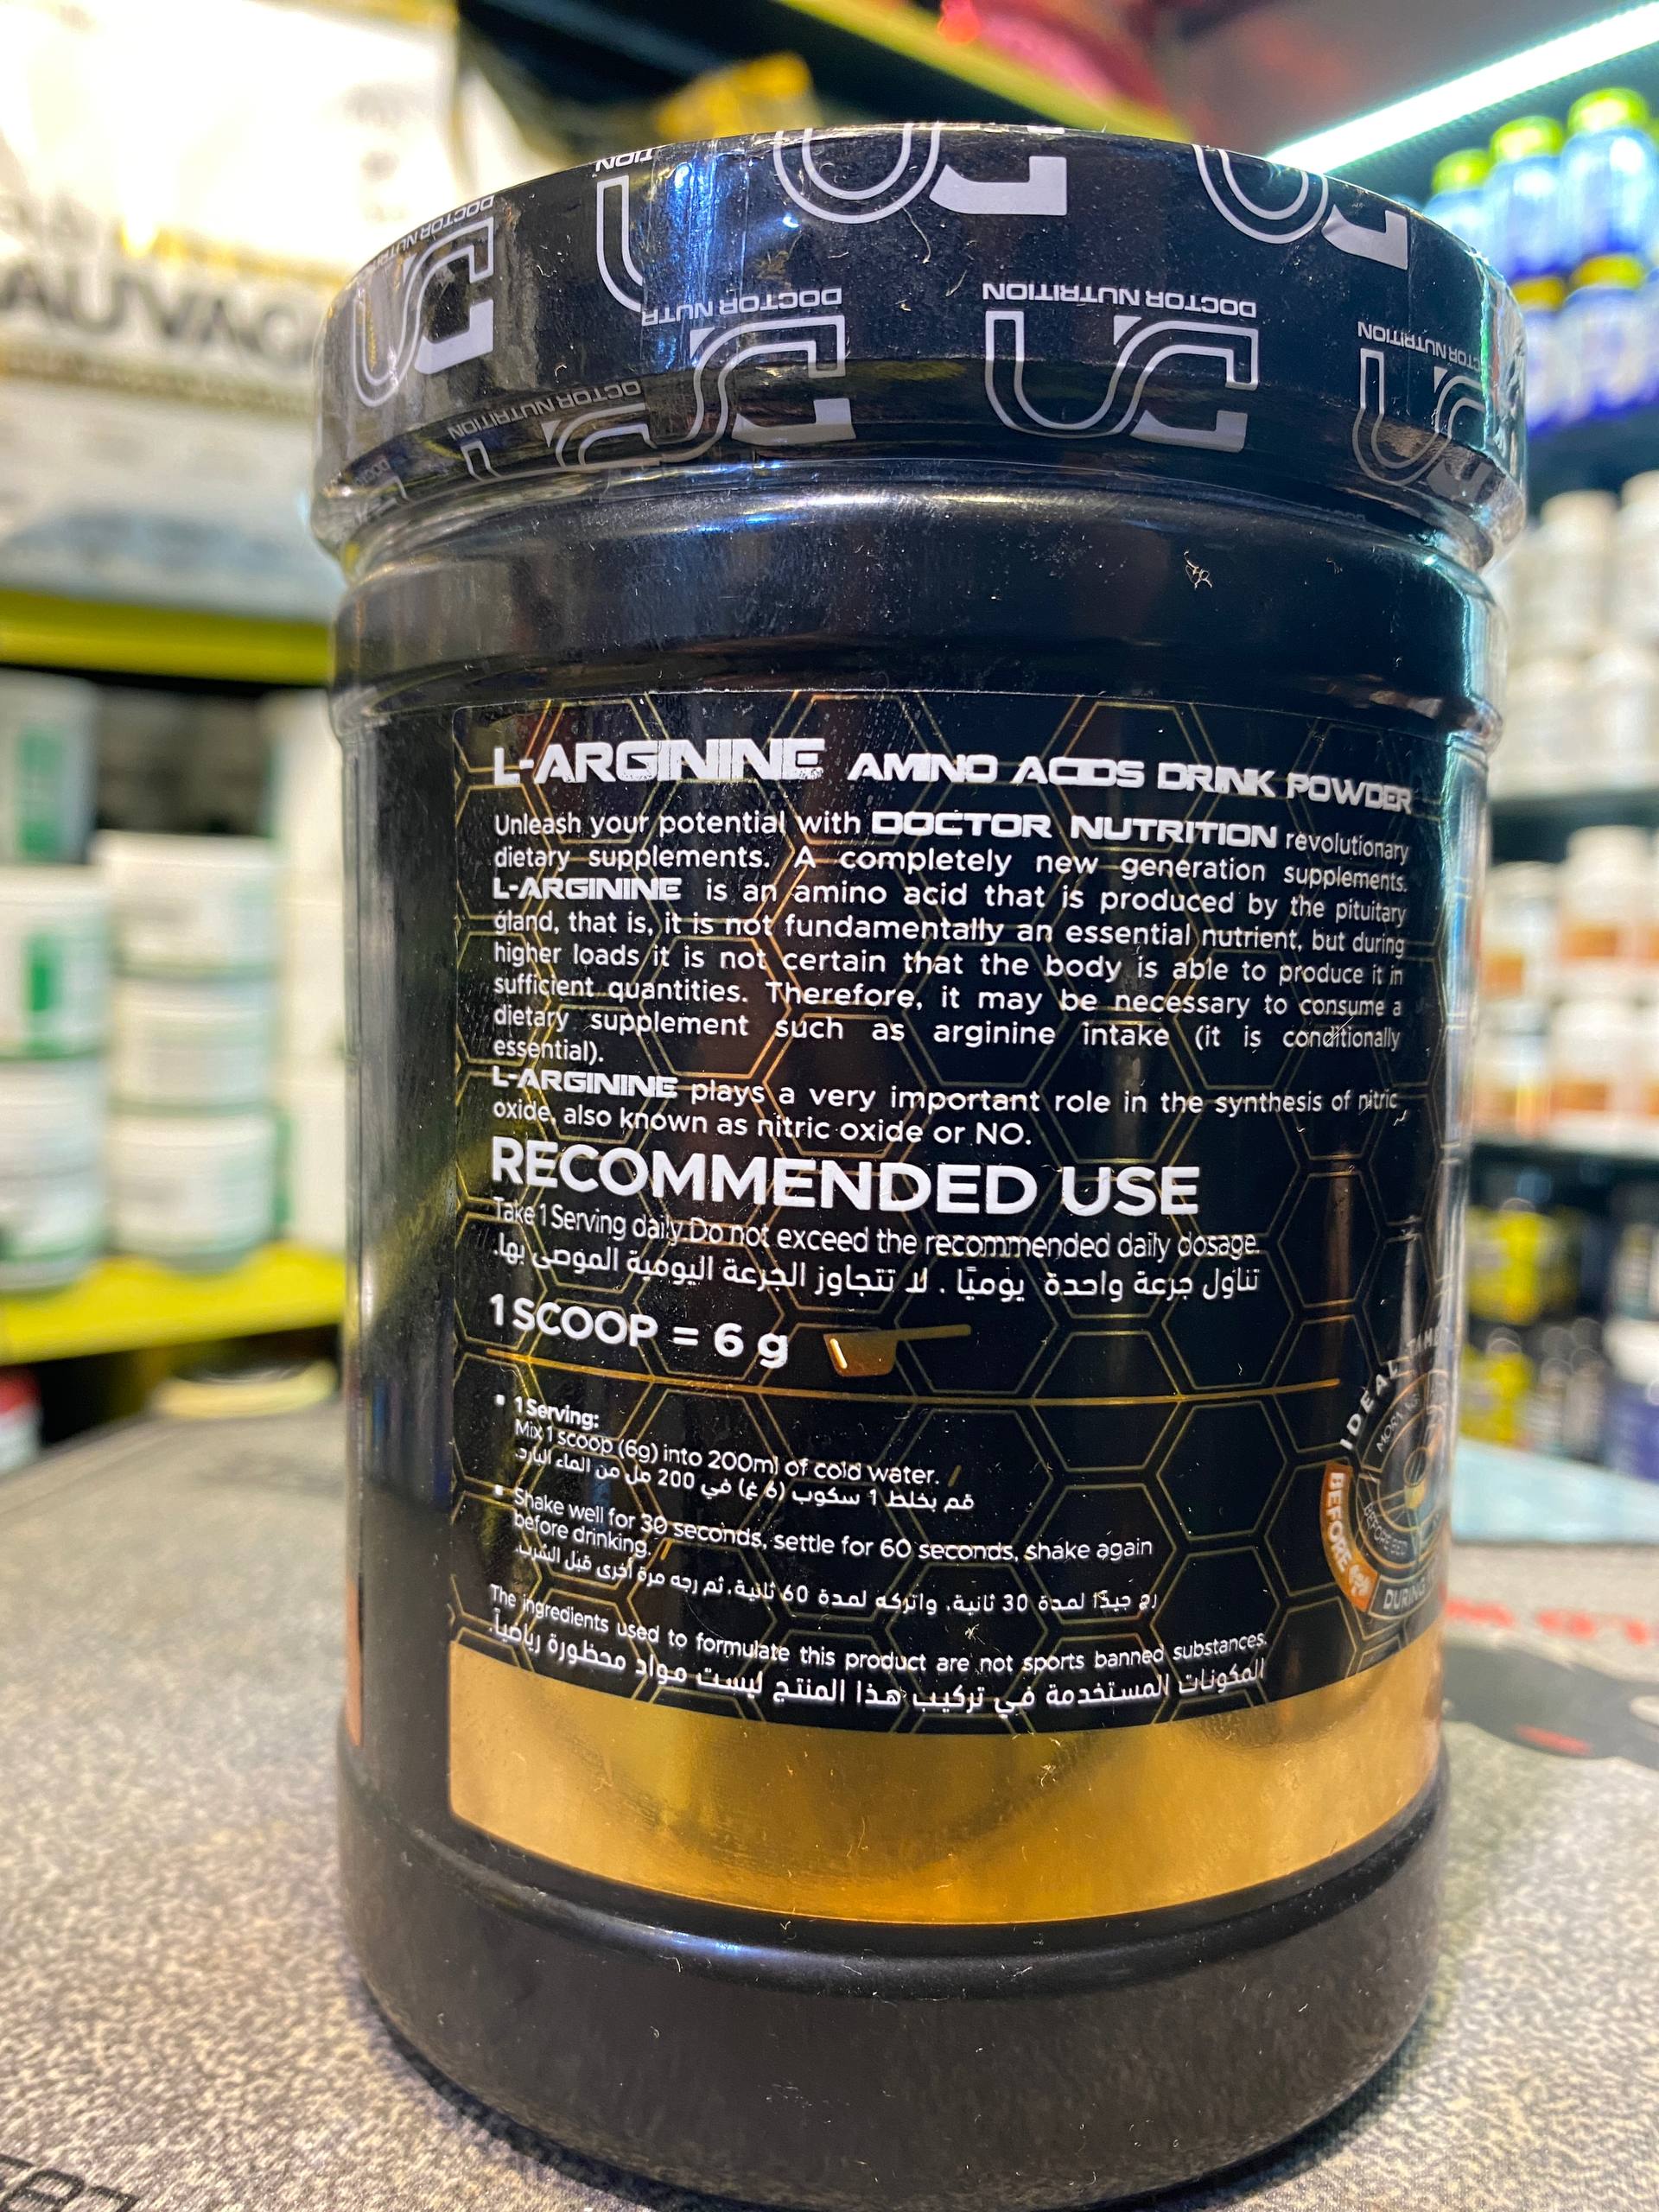 DOCTOR NUTRITION
DOCTOR NUTRITION
L-ARGININE AMINO ACIDS DRINK POWDER
Unleash your potential with DOCTOR NUTRITION revolutionary
dietary supplements. A completely new generation supplements.
L-ARGININE is an amino acid that is produced by the pituitary
gland, that is, it is not fundamentally an essential nutrient, but during
higher loads it is not certain that the body is able to produce it in
sufficient quantities. Therefore, it may be necessary to consume a
dietary supplement such as arginine intake (it is conditionally
essential).
L-ARGININE plays a very important role in the synthesis of nitric
oxide, also known as nitric oxide or NO.
RECOMMENDED USE
Take 1 Serving daily.Do not exceed the recommended daily dosage.
تناول جرعة واحدة يوميًا . لا تتجاوز الجرعة اليومية الموصى بها.
1 SCOOP = 6 g
▪ 1 Serving:
Mix 1 scoop (6g) into 200ml of cold water.
قم بخلط 1 سكوب (6 غ) في 200 مل من الماء البارد.
▪ Shake well for 30 seconds, settle for 60 seconds, shake again
before drinking.
رج جيدًا لمدة 30 ثانية، واتركه لمدة 60 ثانية، ثم رجه مرة أخرى قبل الشرب.
The ingredients used to formulate this product are not sports banned substances.
المكونات المستخدمة في تركيب هذا المنتج ليست مواد محظورة رياضياً.
IDEAL
BEFORE
BEFORE BED
DURING